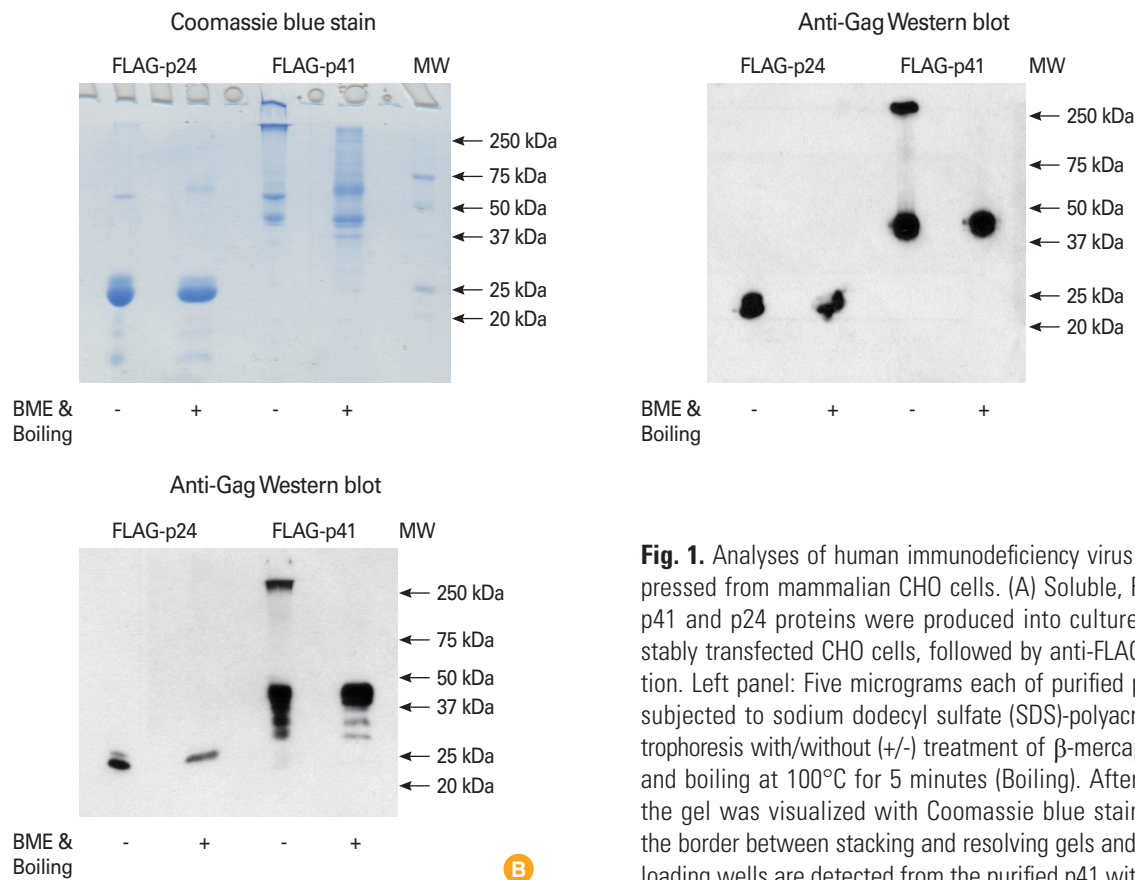 Coomassie blue stain
FLAG-p24 FLAG-p41 MW
250 kDa
75 kDa
50 kDa
37 kDa
25 kDa
20 kDa
BME & - + - +
Boiling
Anti-Gag Western blot
FLAG-p24 FLAG-p41 MW
250 kDa
75 kDa
50 kDa
37 kDa
25 kDa
20 kDa
BME & - + - +
Boiling
Anti-Gag Western blot
FLAG-p24 FLAG-p41 MW
250 kDa
75 kDa
50 kDa
37 kDa
25 kDa
20 kDa
BME & - + - +
Boiling
B
Fig. 1. Analyses of human immunodeficiency virus
pressed from mammalian CHO cells. (A) Soluble,
p41 and p24 proteins were produced into culture
stably transfected CHO cells, followed by anti-FLAG
tion. Left panel: Five micrograms each of purified
subjected to sodium dodecyl sulfate (SDS)-polyacr
trophoresis with/without (+/-) treatment of β-mercap
and boiling at 100°C for 5 minutes (Boiling). After
the gel was visualized with Coomassie blue stain
the border between stacking and resolving gels and
loading wells are detected from the purified p41 wit